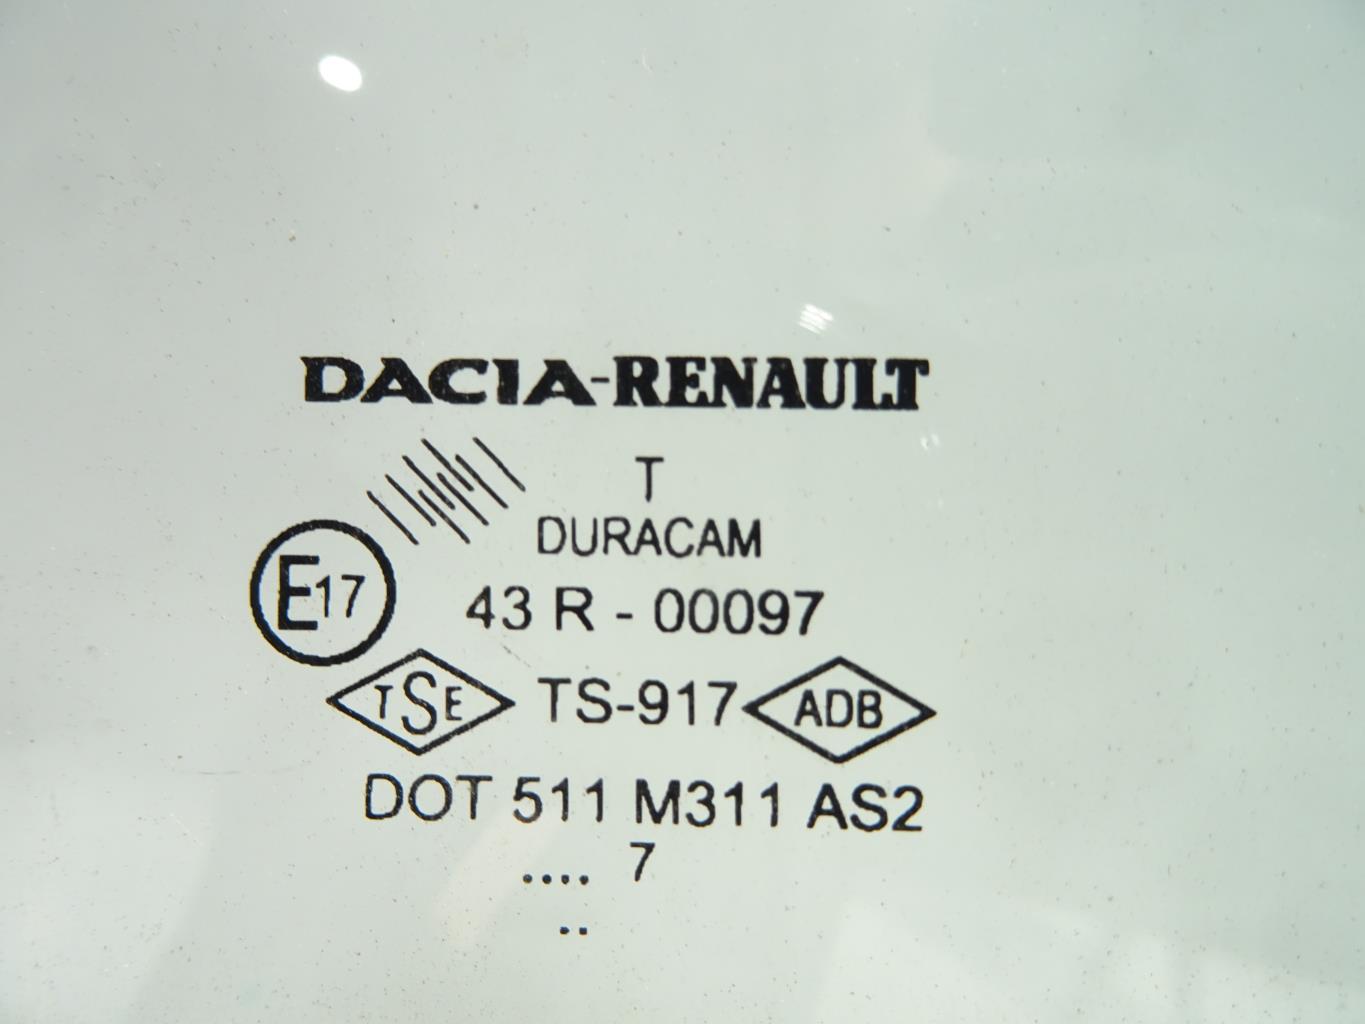 DACIA-RENAULT
T
DURACAM
E17 43 R - 00097
TSE TS-917 ADB
DOT 511 M311 AS2
.... 7
..